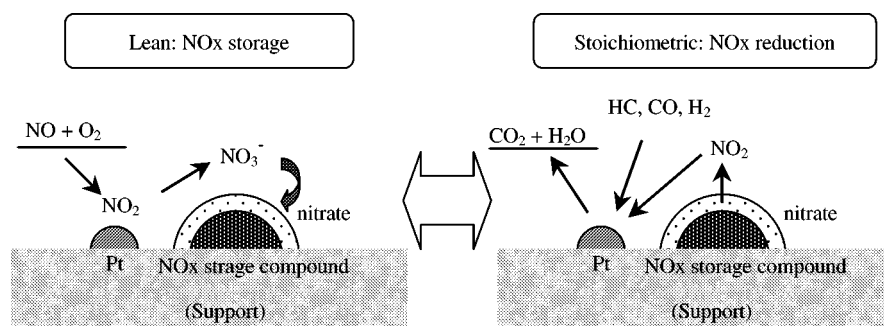 Lean: NOx storage
NO + O₂
NO₂
NO₃⁻
nitrate
Pt
NOx strage compound
(Support)
Stoichiometric: NOx reduction
HC, CO, H₂
CO₂ + H₂O
NO₂
nitrate
Pt
NOx storage compound
(Support)